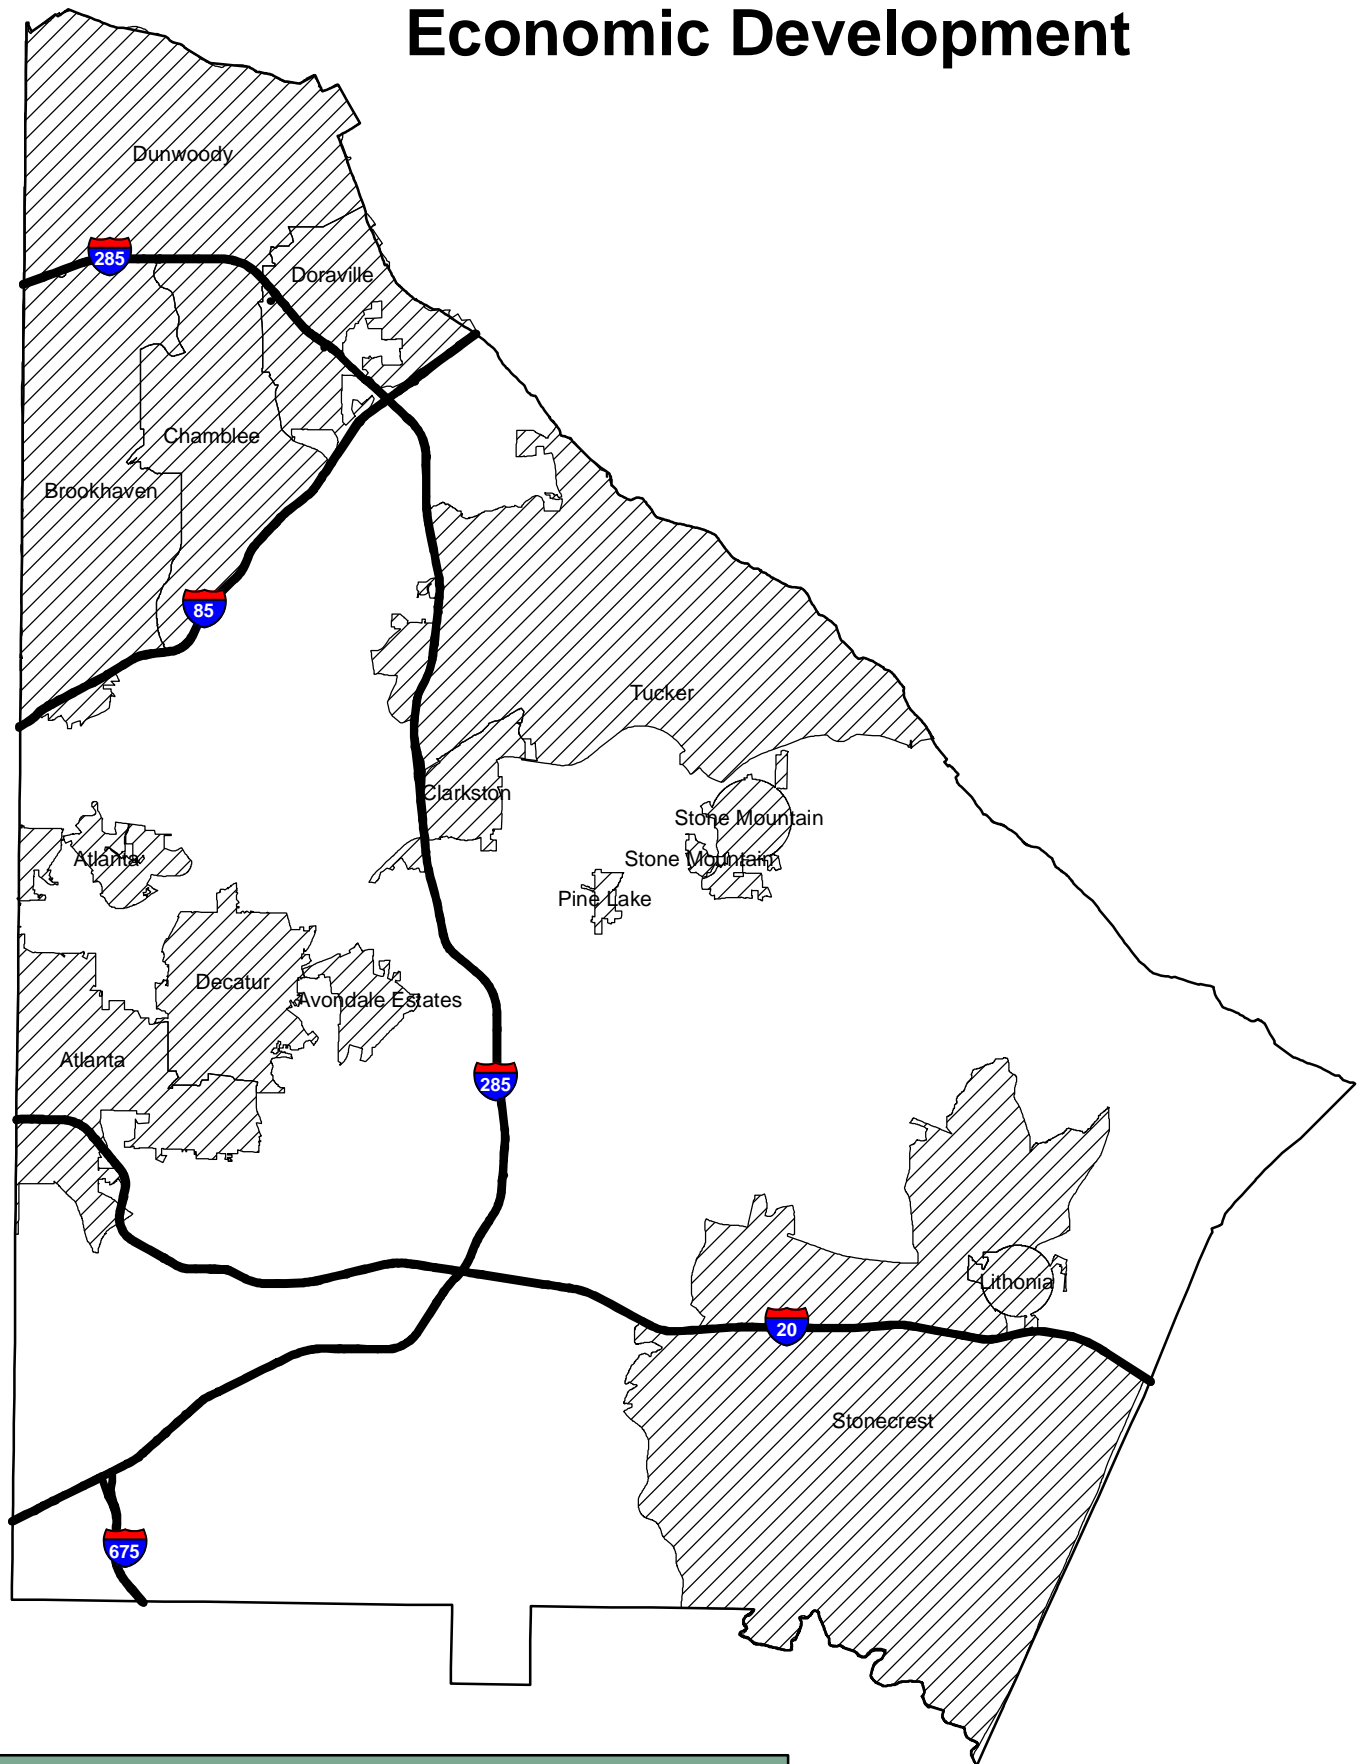 Economic Development
Dunwoody
285
Doraville
Chamblee
Brookhaven
85
Tucker
Clarkston
Stone Mountain
Atlanta
Stone Mountain
Pine Lake
Decatur
Avondale Estates
Atlanta
285
Lithonia
20
Stonecrest
675